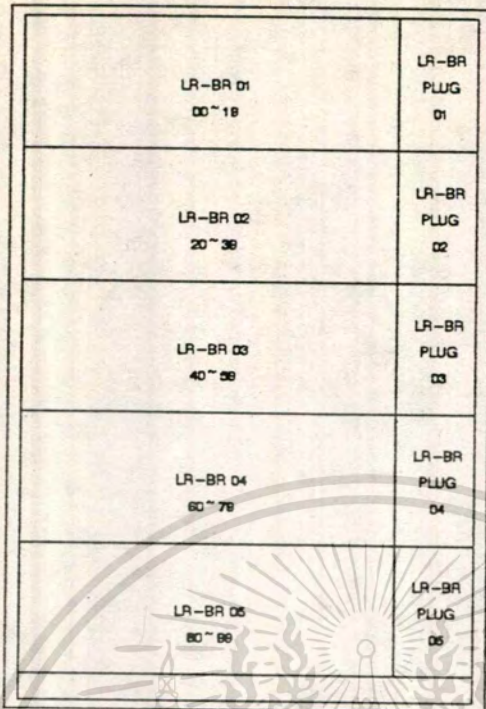 LR-BR 01
00~19
LR-BR
PLUG
01
LR-BR 02
20~39
LR-BR
PLUG
02
LR-BR 03
40~59
LR-BR
PLUG
03
LR-BR 04
60~79
LR-BR
PLUG
04
LR-BR 05
80~99
LR-BR
PLUG
05